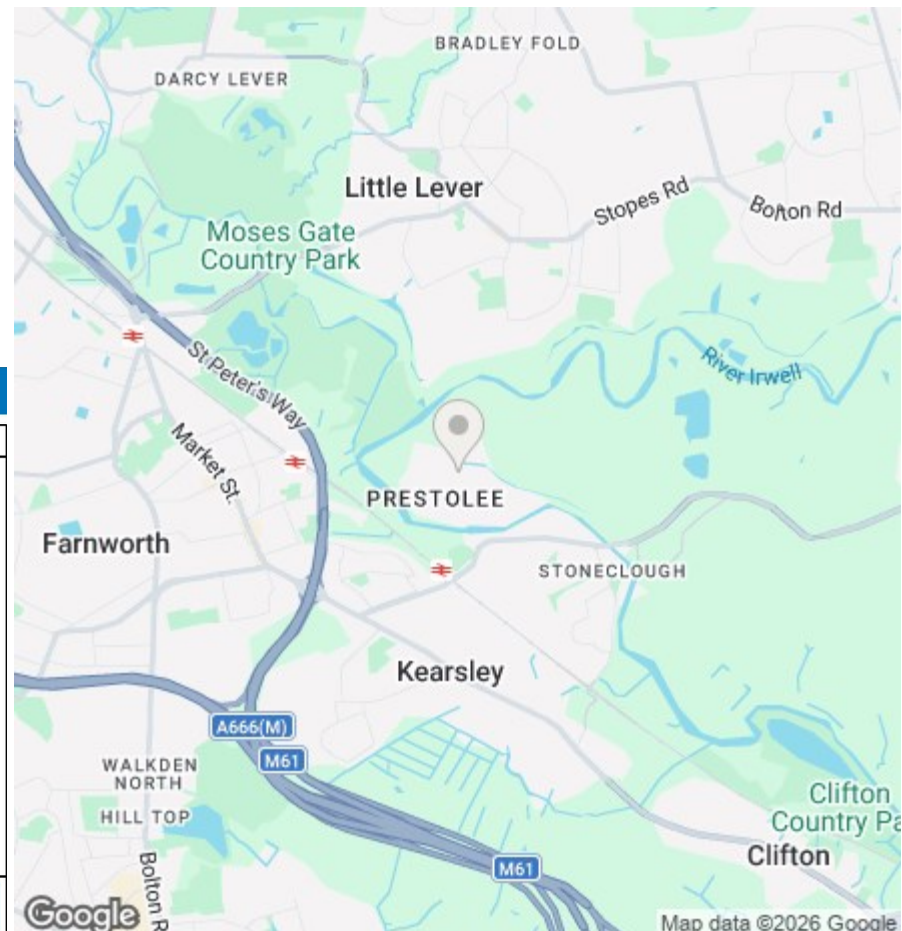 BRADLEY FOLD
DARCY LEVER
Little Lever
Stopes Rd
Bolton Rd
Moses Gate
Country Park
River Irwell
St Peter's Way
Market St.
PRESTOLEE
Farnworth
STONECLOUGH
Kearsley
A666(M)
M61
WALKDEN
NORTH
HILL TOP
Clifton
Country Pa
Clifton
Bolton R
M61
Google
Map data ©2026 Google